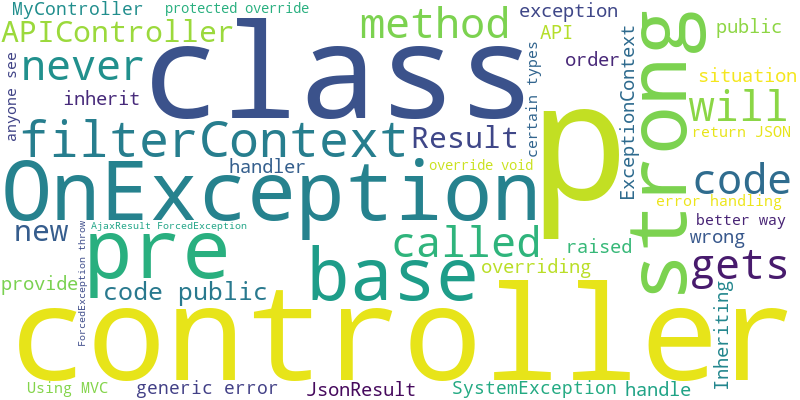 MyController
protected override
exception
public
APIController
method
class
strong
API
order
never
anyone see
certain types
ExceptionContext
situation
inherit
p
will
filterContext
Result
return JSON
handler
override void
OnException
code
error handling
AjaxResult ForcedException
better way
new
pre
called
raised
wrong
ForcedException throw
base
overriding
gets
provide
code public
Inheriting
controller
Using MVC
generic error
JsonResult
SystemException
handle